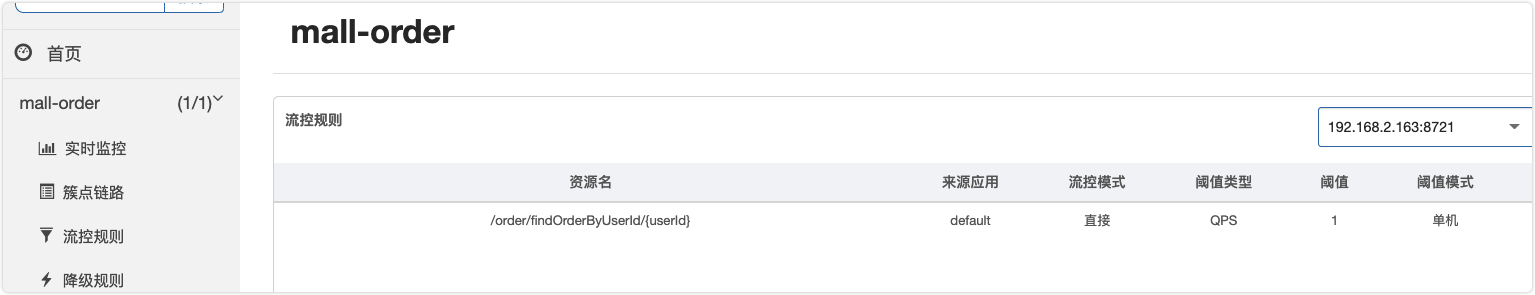 mall-order
首页
mall-order (1/1)
实时监控
簇点链路
流控规则
降级规则
流控规则
192.168.2.163:8721
资源名 来源应用 流控模式 阈值类型 阈值 阈值模式
/order/findOrderByUserId/{userId} default 直接 QPS 1 单机